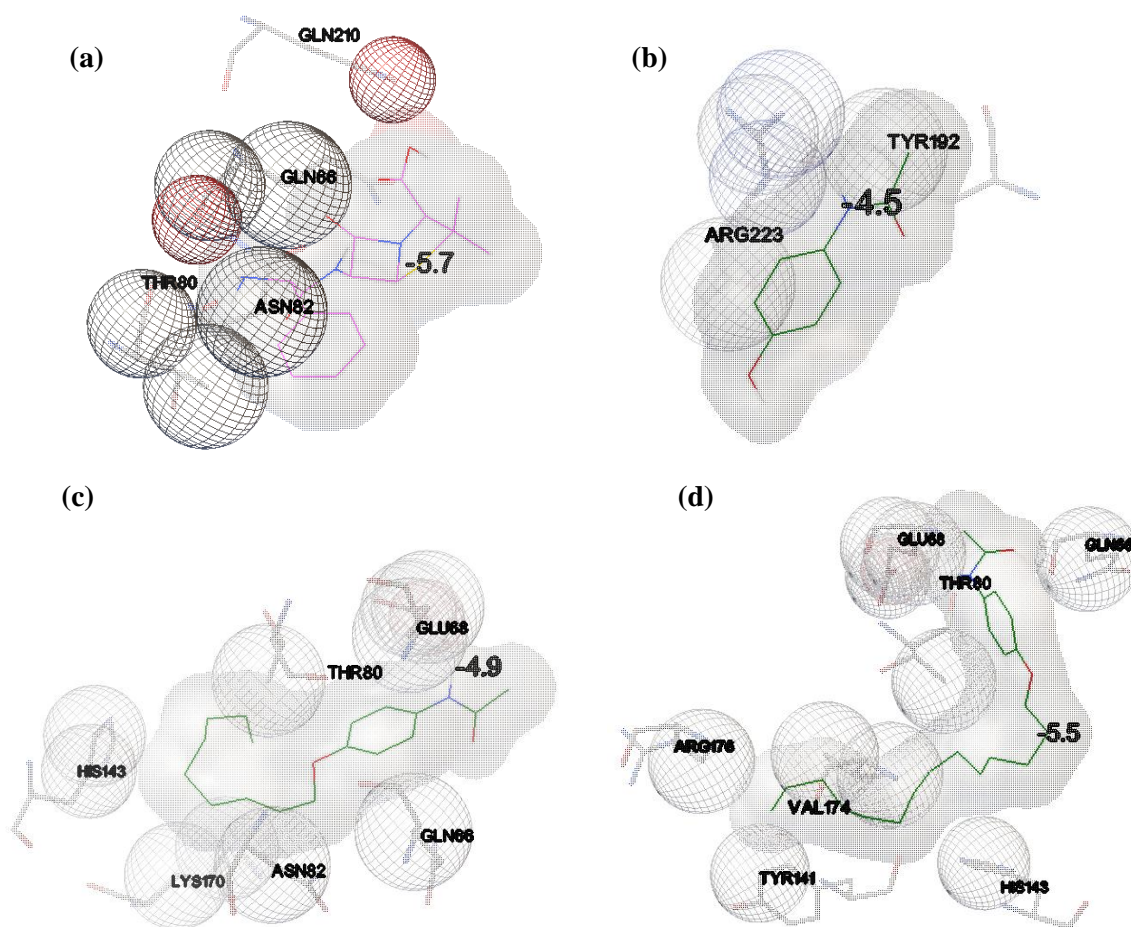 (a)
GLN210
GLN66
THR80
ASN82
-5.7
(b)
TYR192
-4.5
ARG223
(c)
GLU68
-4.9
THR80
HIS143
GLN66
LYS170
ASN82
(d)
GLU68
GLN66
THR80
-5.5
ARG176
VAL174
TYR141
HIS143